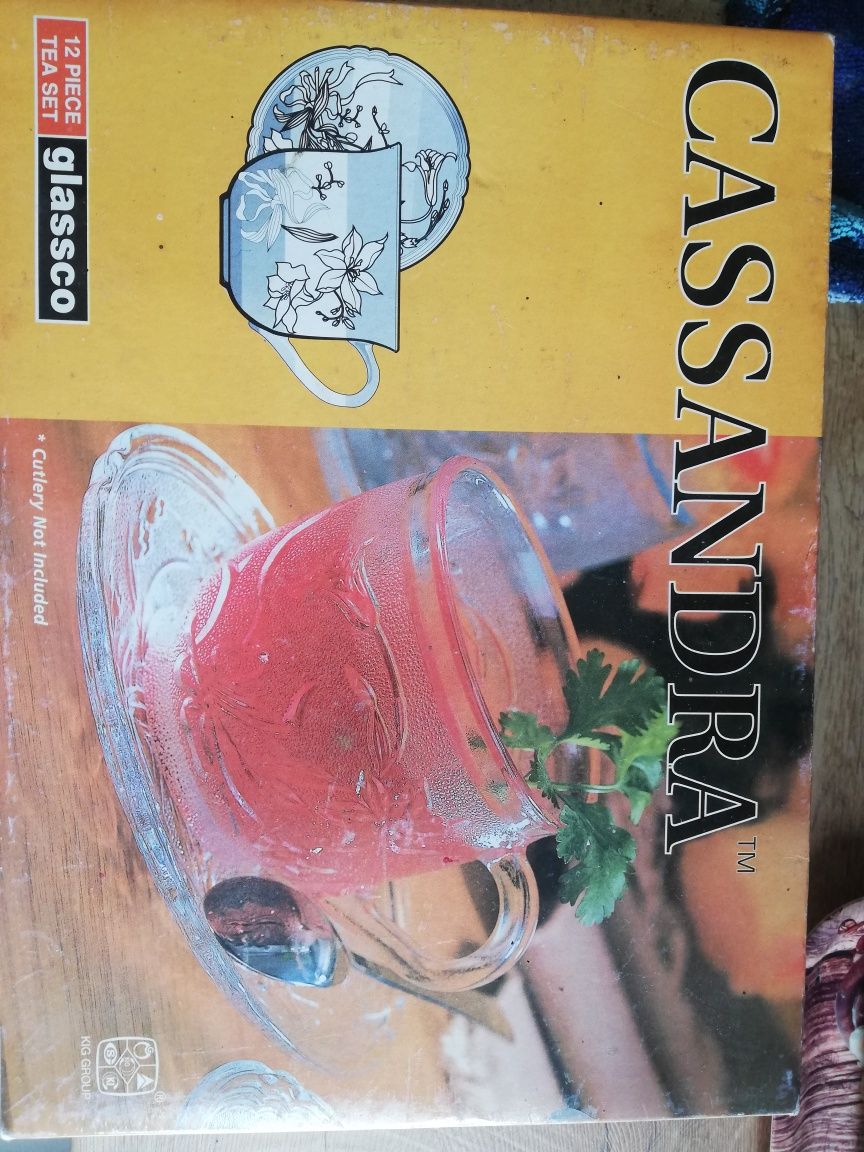 CASSANDRA™
12 PIECE
TEA SET
glassco
* Cutlery Not Included
®
KIG GROUP